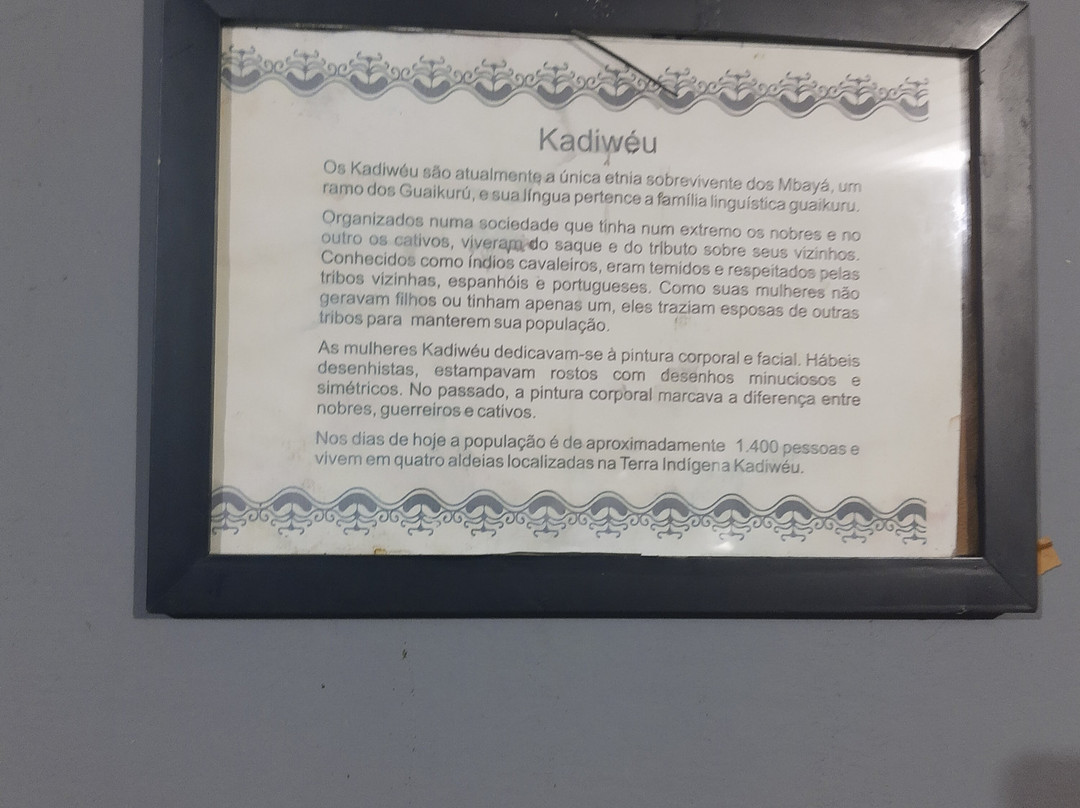 Kadiwéu
Os Kadiwéu são atualmente a única etnia sobrevivente dos Mbayá, um
ramo dos Guaikurú, e sua língua pertence a família linguística guaikuru.
Organizados numa sociedade que tinha num extremo os nobres e no
outro os cativos, viveram do saque e do tributo sobre seus vizinhos.
Conhecidos como índios cavaleiros, eram temidos e respeitados pelas
tribos vizinhas, espanhóis e portugueses. Como suas mulheres não
geravam filhos ou tinham apenas um, eles traziam esposas de outras
tribos para manterem sua população.
As mulheres Kadiwéu dedicavam-se à pintura corporal e facial. Hábeis
desenhistas, estampavam rostos com desenhos minuciosos e
simétricos. No passado, a pintura corporal marcava a diferença entre
nobres, guerreiros e cativos.
Nos dias de hoje a população é de aproximadamente 1.400 pessoas e
vivem em quatro aldeias localizadas na Terra Indígena Kadiwéu.